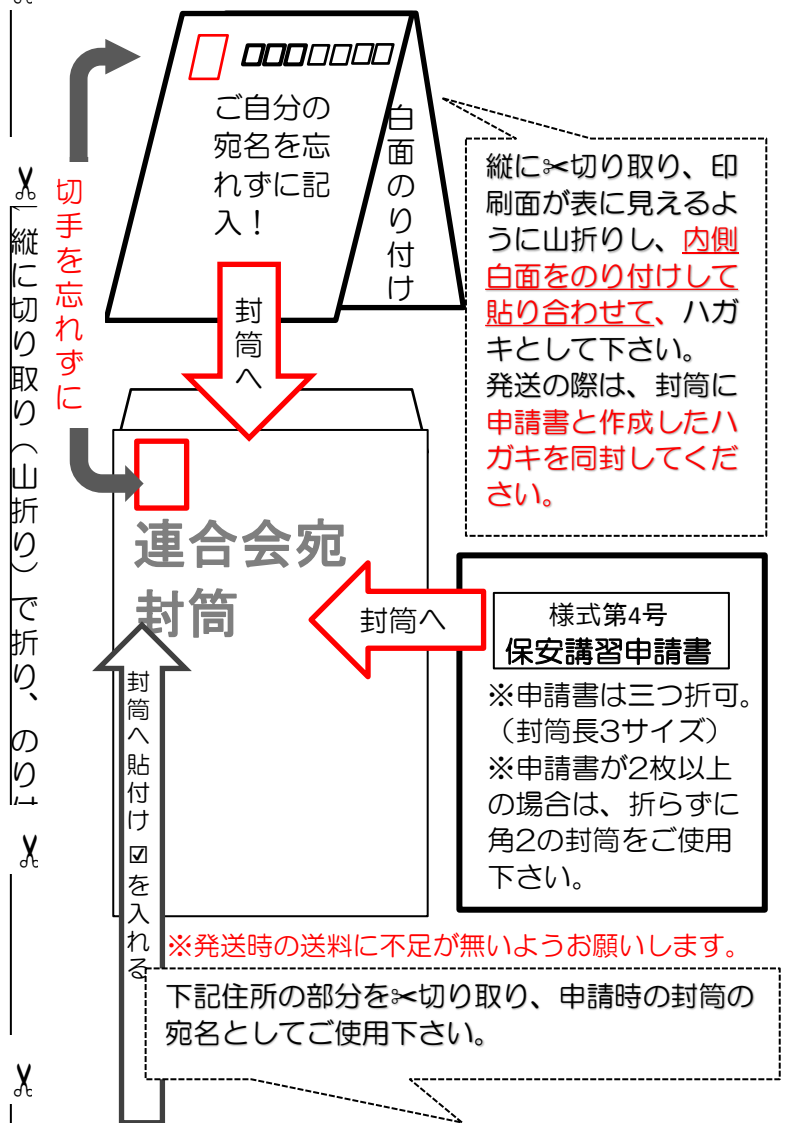 ご自分の
宛名を忘
れずに記
入！
白面のり付け
切手を忘れずに
縦に切り取り（山折り）で折り、のり
封筒へ
縦に✂切り取り、印
刷面が表に見えるよ
うに山折りし、内側
白面をのり付けして
貼り合わせて、ハガ
キとして下さい。
発送の際は、封筒に
申請書と作成したハ
ガキを同封してくだ
さい。
連合会宛
封筒
封筒へ
様式第4号
保安講習申請書
※申請書は三つ折可。
（封筒長3サイズ）
※申請書が2枚以上
の場合は、折らずに
角2の封筒をご使用
下さい。
封筒へ貼付け☑を入れる
※発送時の送料に不足が無いようお願いします。
下記住所の部分を✂切り取り、申請時の封筒の
宛名としてご使用下さい。